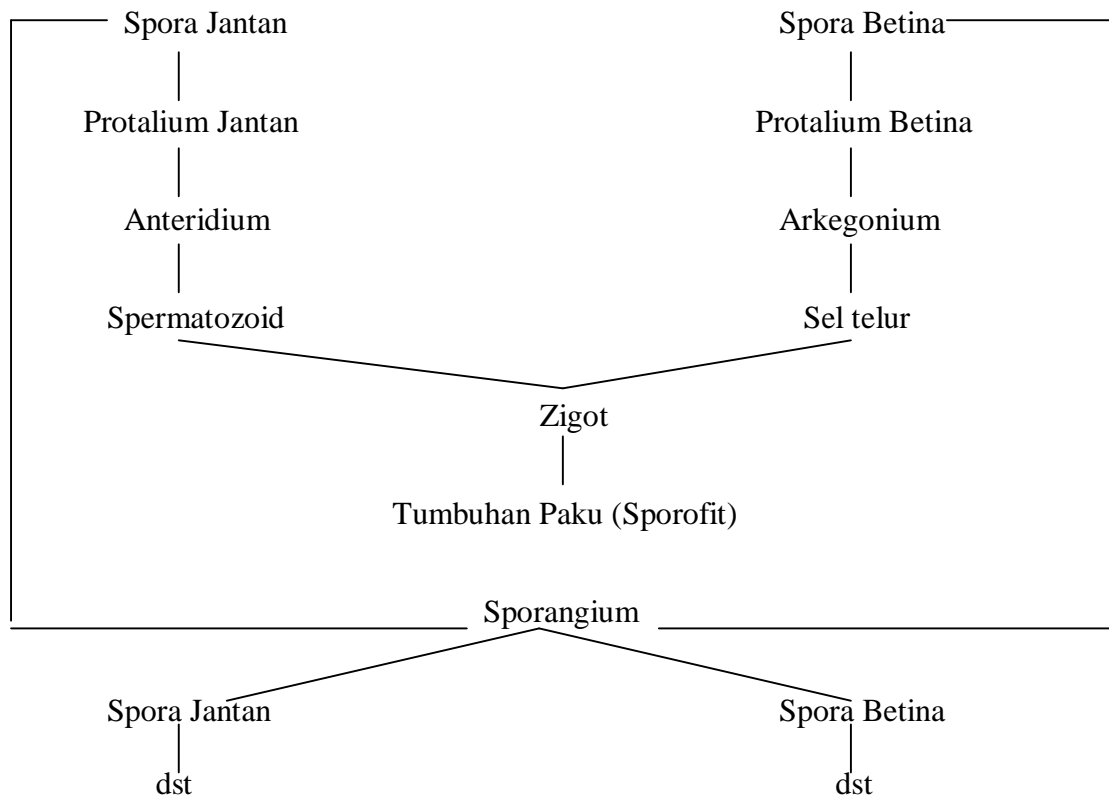 Spora Jantan Spora Betina
Protalium Jantan Protalium Betina
Anteridium Arkegonium
Spermatozoid Sel telur
Zigot
Tumbuhan Paku (Sporofit)
Sporangium
Spora Jantan Spora Betina
dst dst